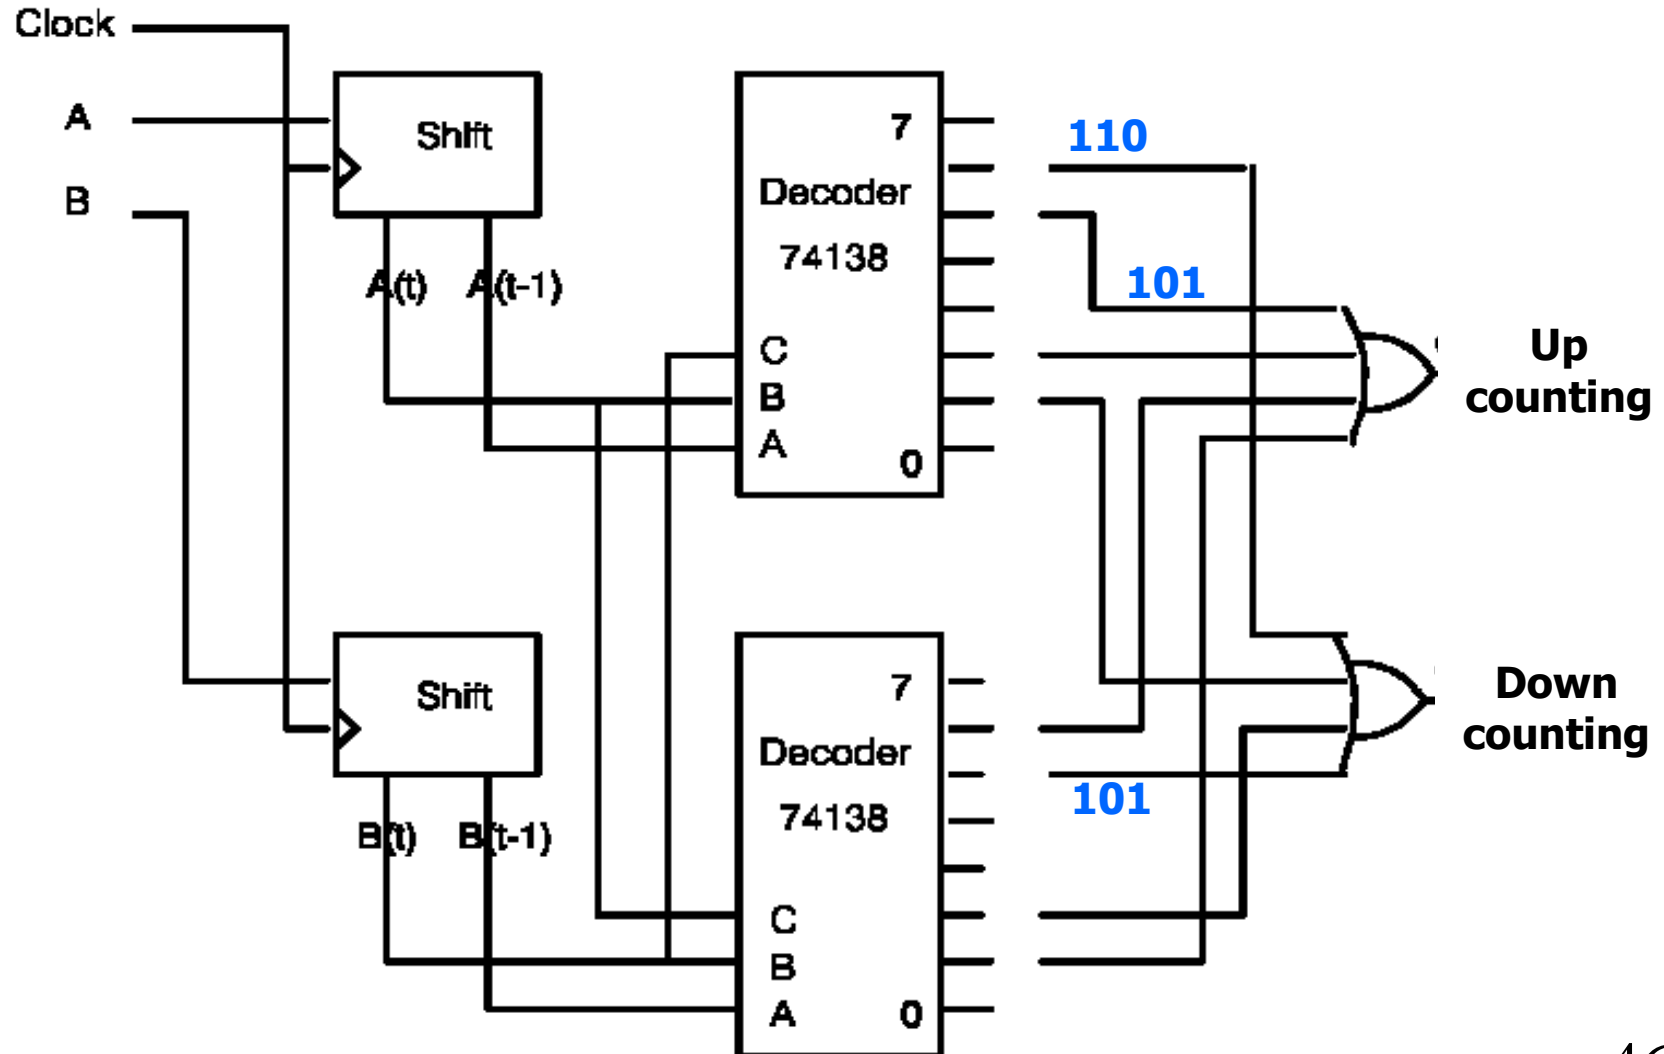 Clock
A
B
Shift
A(t) A(t-1)
7
Decoder
74138
C
B
A
0
110
101
Up
counting
Shift
B(t) B(t-1)
7
Decoder
74138
C
B
A
0
101
Down
counting